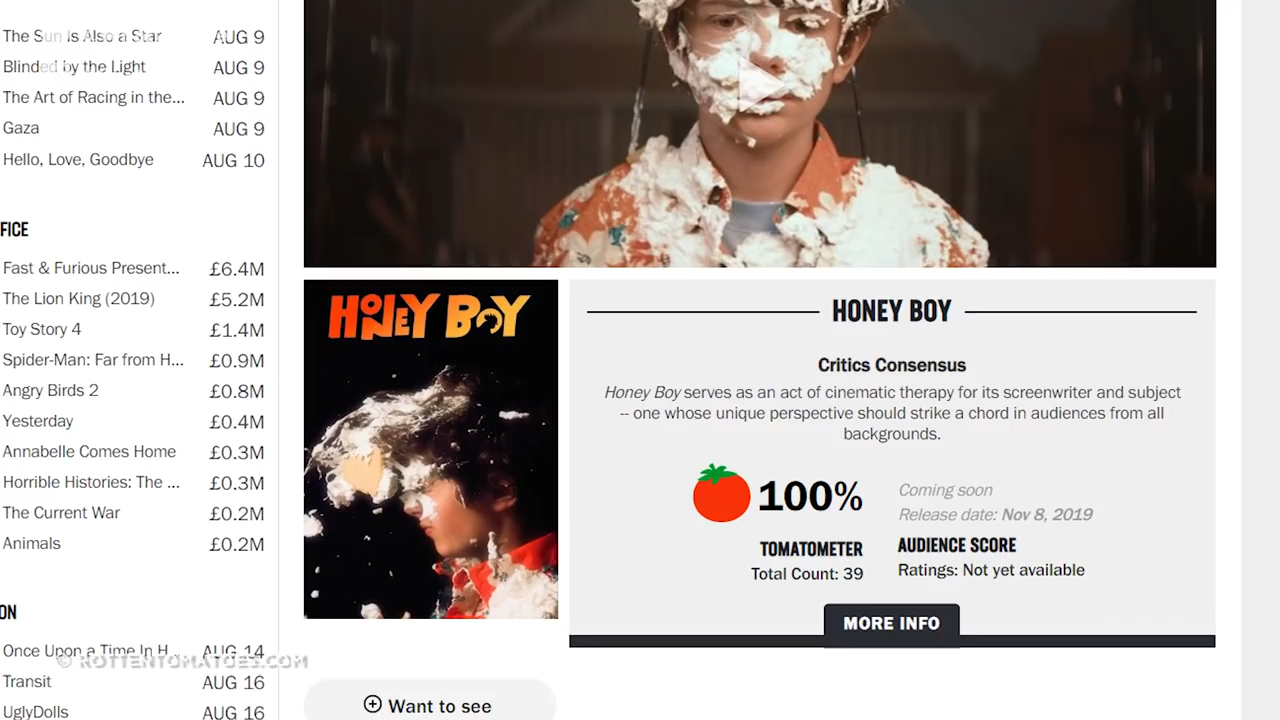 The Sun Is Also a Star AUG 9
Blinded by the Light AUG 9
The Art of Racing in the... AUG 9
Gaza AUG 9
Hello, Love, Goodbye AUG 10
FICE
Fast & Furious Present... £6.4M
The Lion King (2019) £5.2M
Toy Story 4 £1.4M
Spider-Man: Far from H... £0.9M
Angry Birds 2 £0.8M
Yesterday £0.4M
Annabelle Comes Home £0.3M
Horrible Histories: The ... £0.3M
The Current War £0.2M
Animals £0.2M
ON
Once Upon a Time In H... AUG 14
Transit AUG 16
UglyDolls AUG 16
© ROTTENTOMATOES.COM
HONEY BOY
HONEY BOY
Critics Consensus
Honey Boy serves as an act of cinematic therapy for its screenwriter and subject
-- one whose unique perspective should strike a chord in audiences from all
backgrounds.
100%
TOMATOMETER
Total Count: 39
Coming soon
Release date: Nov 8, 2019
AUDIENCE SCORE
Ratings: Not yet available
MORE INFO
Want to see